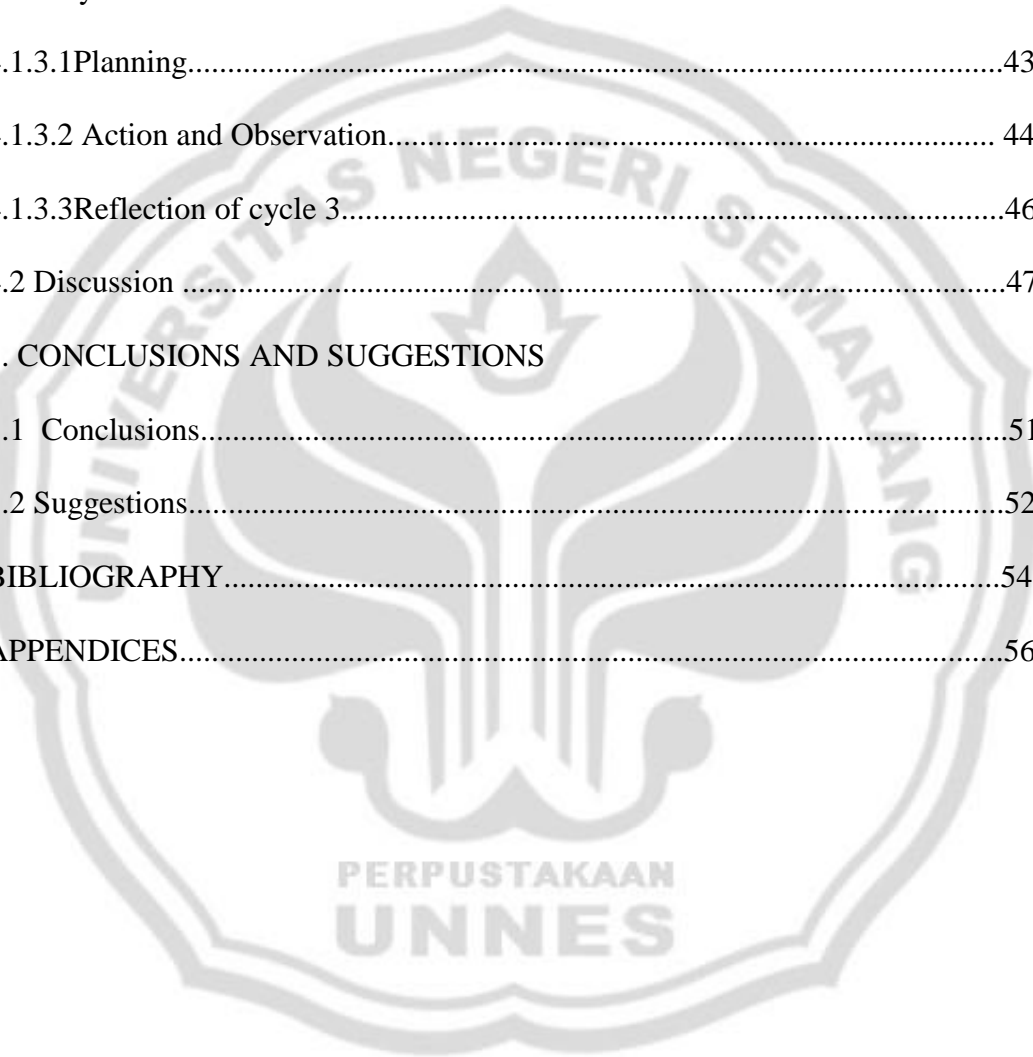 .1.3.1Planning....................................................................................................43
.1.3.2 Action and Observation.......................................................................... 44
.1.3.3Reflection of cycle 3.................................................................................46
.2 Discussion ....................................................................................................47
. CONCLUSIONS AND SUGGESTIONS
.1  Conclusions..................................................................................................51
.2 Suggestions....................................................................................................52
BIBLIOGRAPHY...............................................................................................54
APPENDICES.....................................................................................................56
UNIVERSITAS NEGERI SEMARANG
PERPUSTAKAAN
UNNES